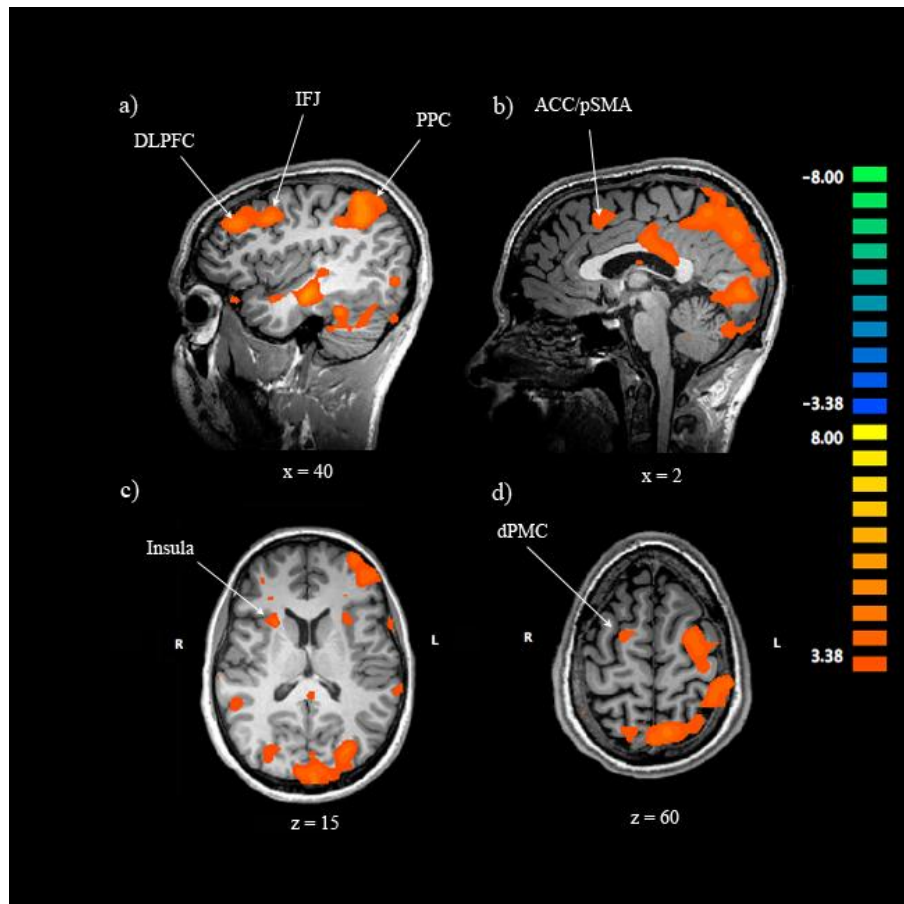 a)
IFJ
DLPFC
PPC
b)
ACC/pSMA
x = 40
x = 2
c)
Insula
R
L
z = 15
d)
dPMC
R
L
z = 60
−8.00
−3.38
8.00
3.38